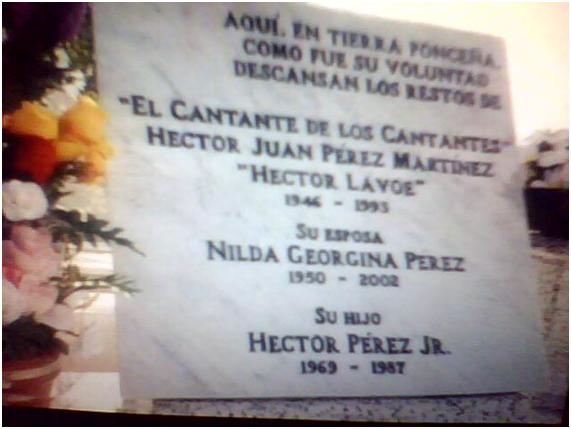 AQUÍ, EN TIERRA PONCEÑA,
COMO FUE SU VOLUNTAD
DESCANSAN LOS RESTOS DE
"EL CANTANTE DE LOS CANTANTES"
HECTOR JUAN PÉREZ MARTÍNEZ
"HECTOR LAVOE"
1946 - 1993
SU ESPOSA
NILDA GEORGINA PÉREZ
1950 - 2002
SU HIJO
HECTOR PÉREZ JR.
1969 - 1987